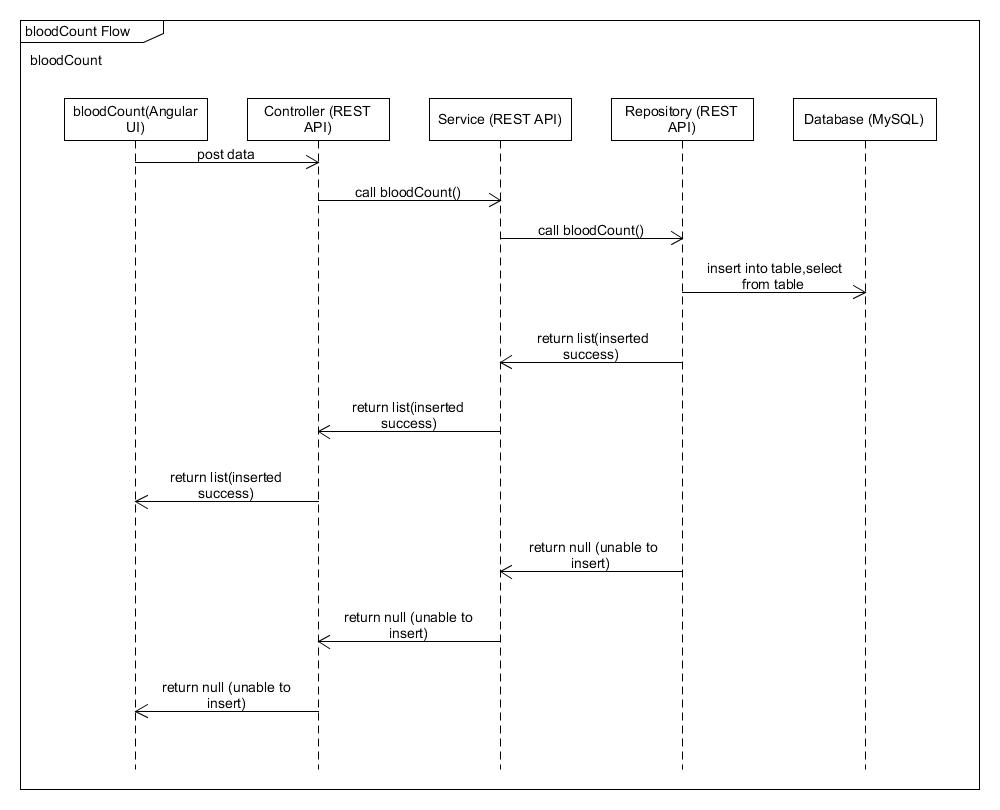 bloodCount Flow
bloodCount
bloodCount(Angular
UI)
Controller (REST
API)
Service (REST API)
Repository (REST
API)
Database (MySQL)
post data
call bloodCount()
call bloodCount()
insert into table,select
from table
return list(inserted
success)
return list(inserted
success)
return list(inserted
success)
return null (unable to
insert)
return null (unable to
insert)
return null (unable to
insert)